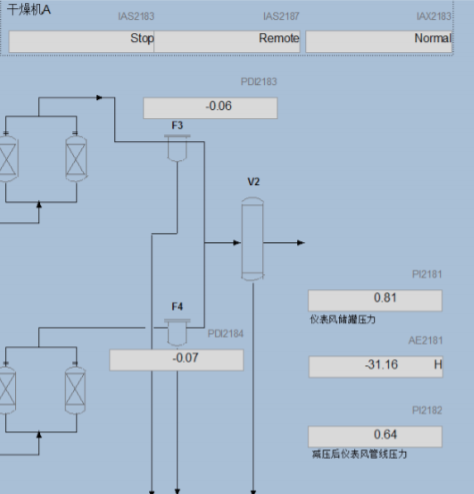 干燥机A
IAS2183 IAS2187 IAX2183
Stop Remote Normal
PDI2183
-0.06
F3
V2
PI2181
0.81
仪表风储罐压力
F4
PDI2184
-0.07
AE2181
-31.16 H
PI2182
0.64
减压后仪表风管线压力